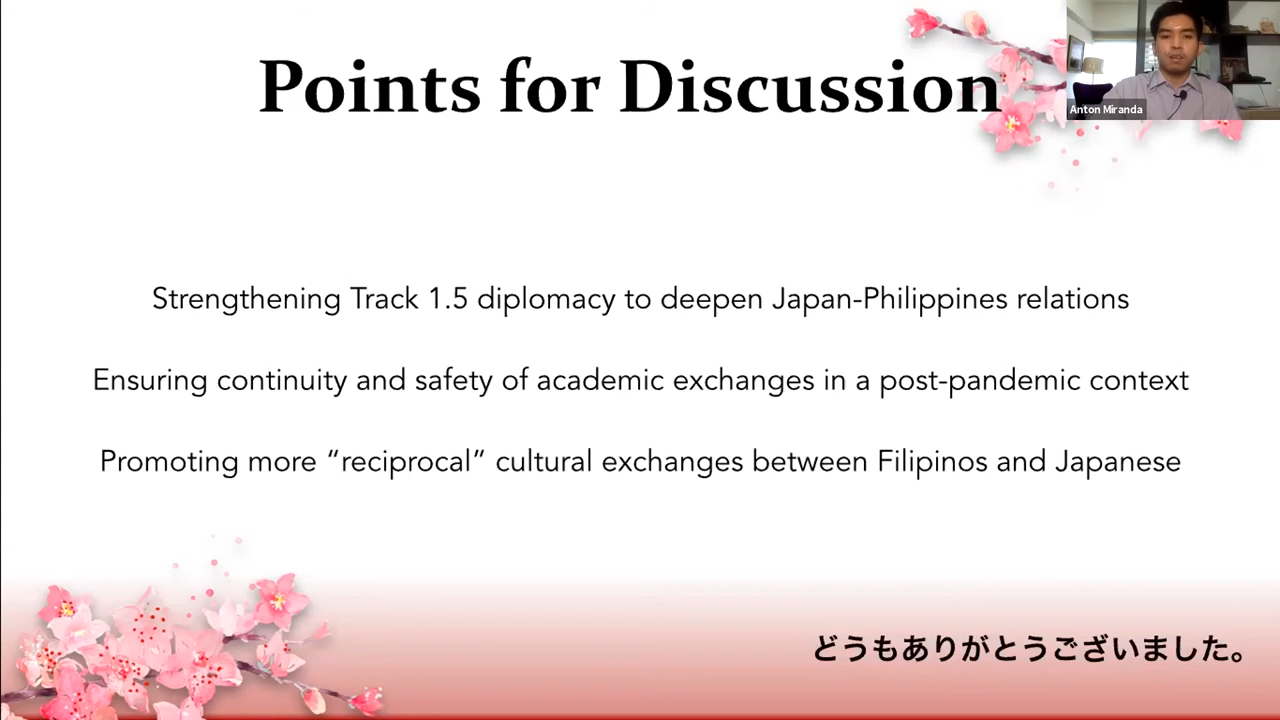 Points for Discussion
Anton Miranda
Strengthening Track 1.5 diplomacy to deepen Japan-Philippines relations
Ensuring continuity and safety of academic exchanges in a post-pandemic context
Promoting more “reciprocal” cultural exchanges between Filipinos and Japanese
どうもありがとうございました。